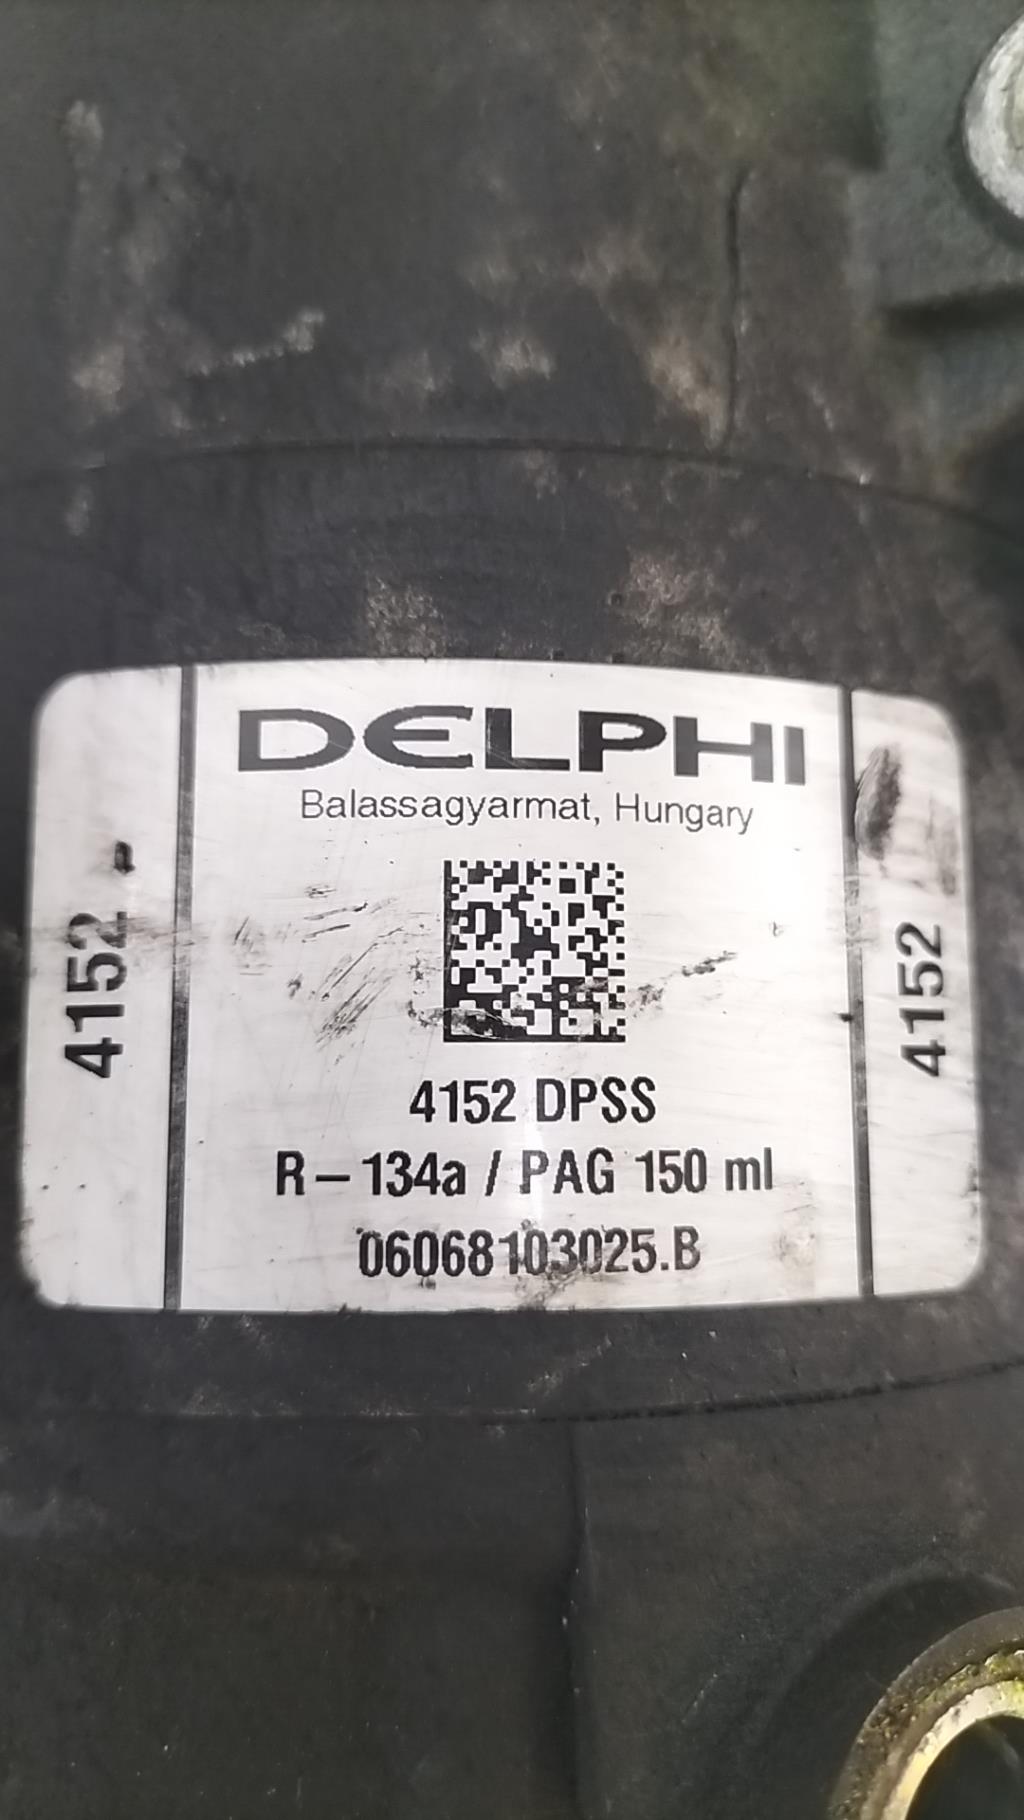 DELPHI
Balassagyarmat, Hungary
4152
4152
4152 DPSS
R-134a / PAG 150 ml
06068103025.B